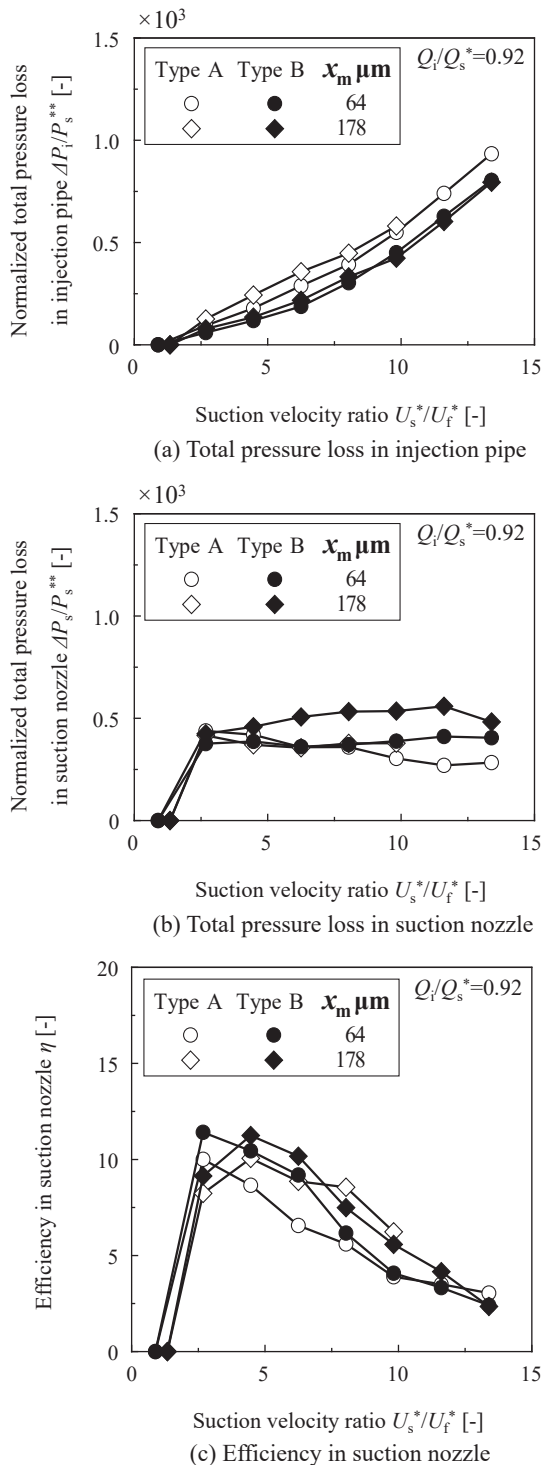 ×10³
1.5
Type A Type B xₘ μm
64
178
Qᵢ/Qₛ*=0.92
1.0
0.5
0
0 5 10 15
Normalized total pressure loss
in injection pipe ΔPᵢ/Pₛ** [-]
Suction velocity ratio Uₛ*/U_f* [-]
(a) Total pressure loss in injection pipe
×10³
1.5
Type A Type B xₘ μm
64
178
Qᵢ/Qₛ*=0.92
1.0
0.5
0
0 5 10 15
Normalized total pressure loss
in suction nozzle ΔPₛ/Pₛ** [-]
Suction velocity ratio Uₛ*/U_f* [-]
(b) Total pressure loss in suction nozzle
20
Type A Type B xₘ μm
64
178
Qᵢ/Qₛ*=0.92
15
10
5
0
0 5 10 15
Efficiency in suction nozzle η [-]
Suction velocity ratio Uₛ*/U_f* [-]
(c) Efficiency in suction nozzle